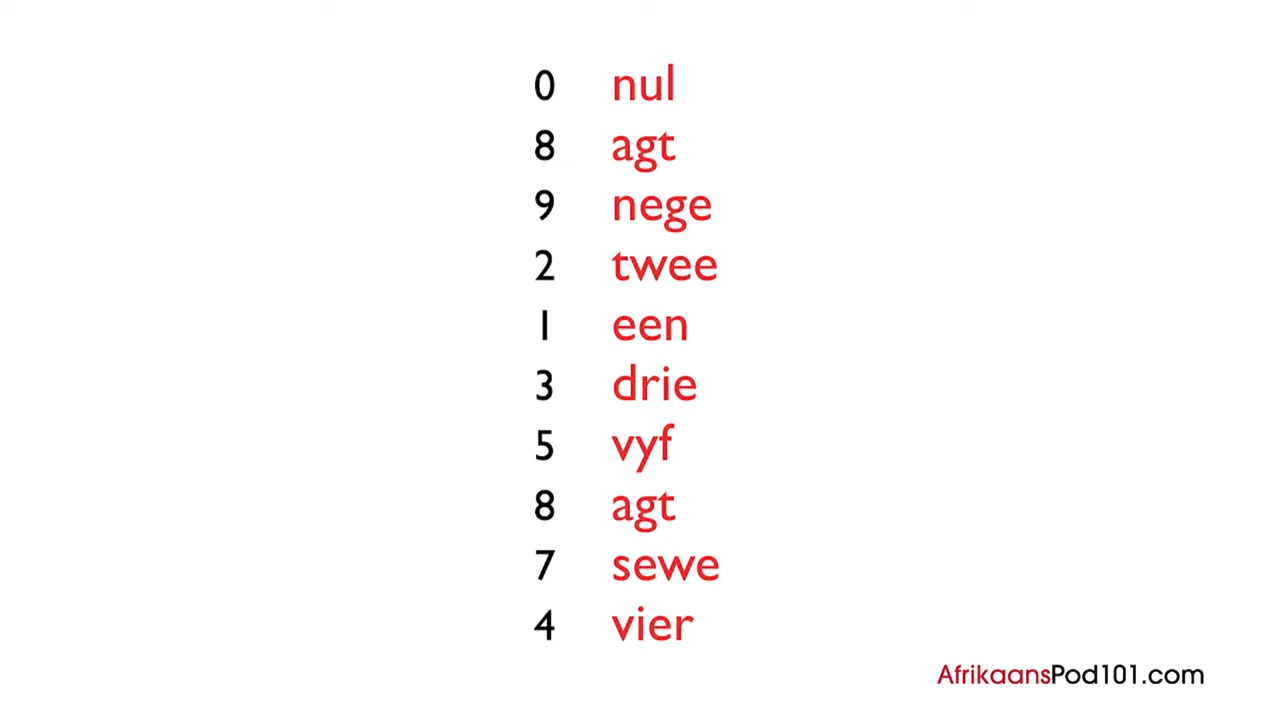 0 nul
8 agt
9 nege
2 twee
1 een
3 drie
5 vyf
8 agt
7 sewe
4 vier
AfrikaansPod101.com